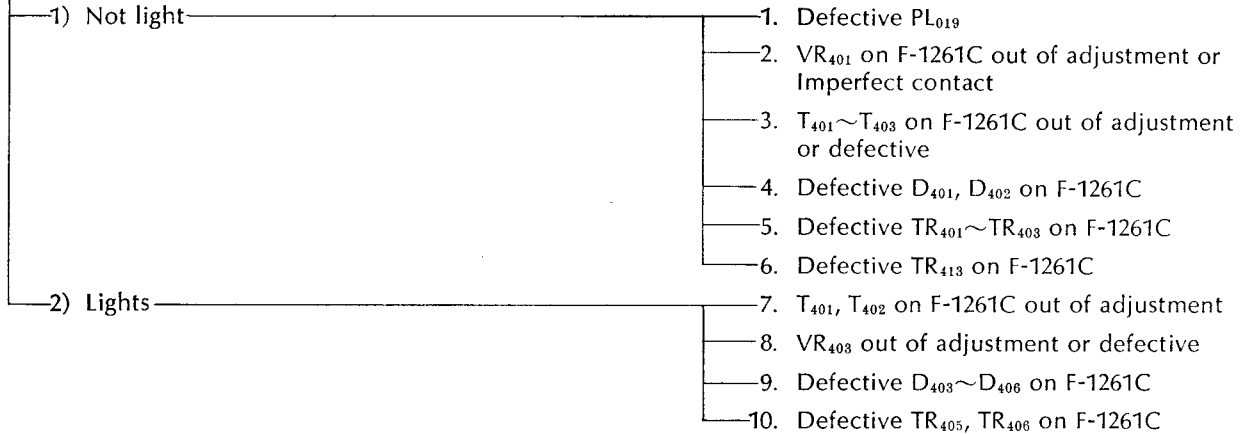 1) Not light
1. Defective PL₀₁₉
2. VR₄₀₁ on F-1261C out of adjustment or
Imperfect contact
3. T₄₀₁~T₄₀₃ on F-1261C out of adjustment
or defective
4. Defective D₄₀₁, D₄₀₂ on F-1261C
5. Defective TR₄₀₁~TR₄₀₃ on F-1261C
6. Defective TR₄₁₃ on F-1261C
2) Lights
7. T₄₀₁, T₄₀₂ on F-1261C out of adjustment
8. VR₄₀₃ out of adjustment or defective
9. Defective D₄₀₃~D₄₀₆ on F-1261C
10. Defective TR₄₀₅, TR₄₀₆ on F-1261C